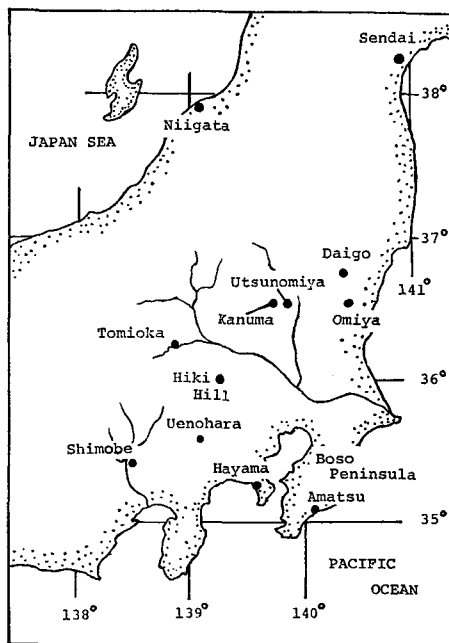 Sendai
38°
Niigata
JAPAN SEA
37°
Daigo
141°
Utsunomiya
Kanuma
Omiya
Tomioka
36°
Hiki
Hill
Uenohara
Shimobe
Boso
Peninsula
Hayama
Amatsu
35°
PACIFIC
OCEAN
138°
139°
140°